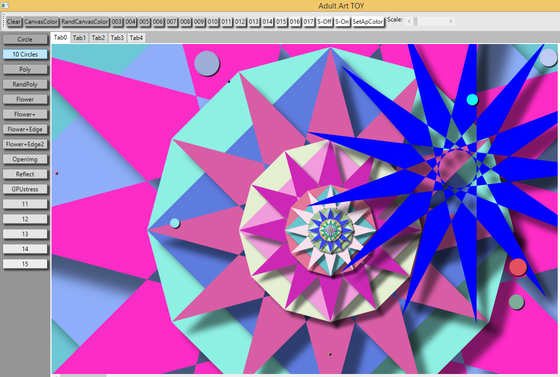 Adult Art TOY
Clear CanvasColor RandCanvasColor 003 004 005 006 007 008 009 010 011 012 013 014 015 016 017 S-Off S-On SetApColor Scale:
Circle Tab0 Tab1 Tab2 Tab3 Tab4
10 Circles
Poly
RandPoly
Flower
Flower+
Flower+Edge
Flower+Edge2
OpenImg
Reflect
GPUstress
11
12
13
14
15